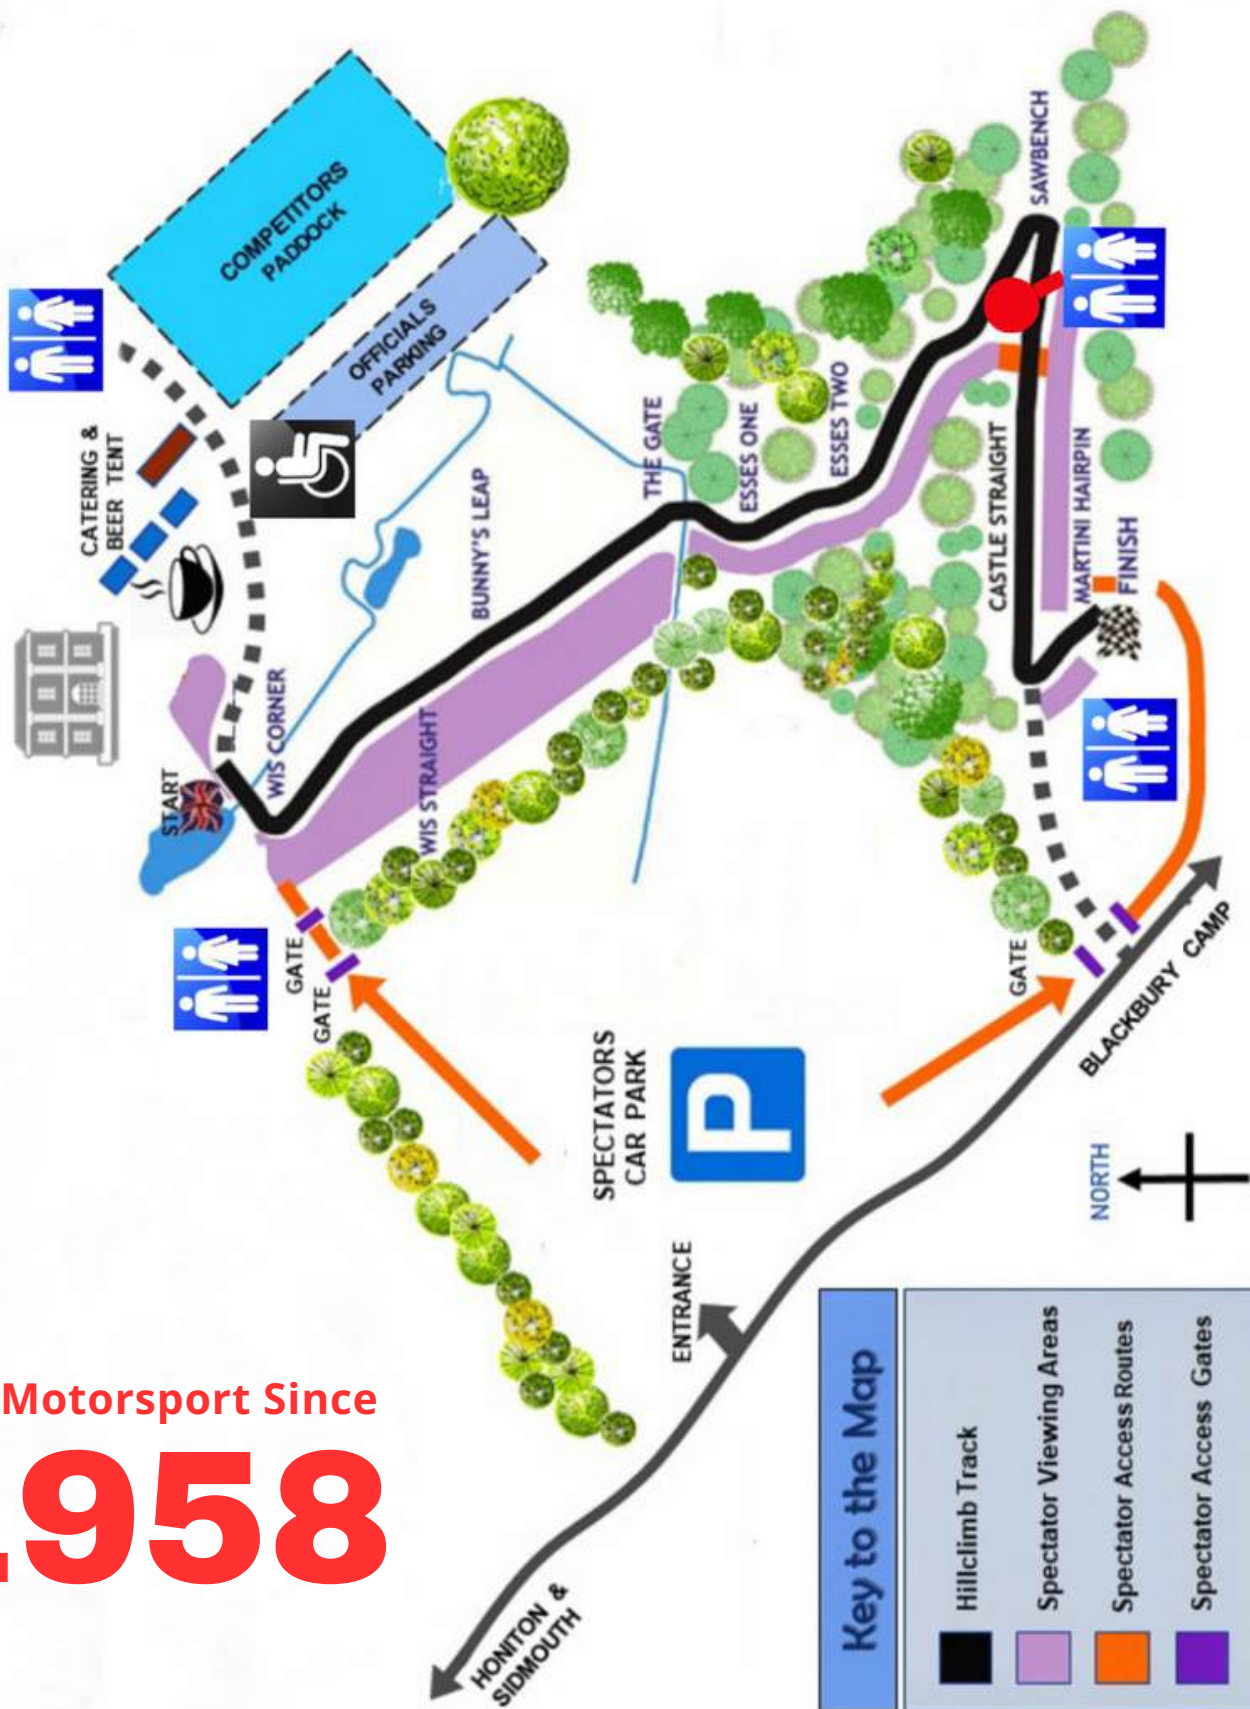 COMPETITORS
PADDOCK
OFFICIALS
PARKING
CATERING &
BEER TENT
START
WIS CORNER
BUNNY'S LEAP
WIS STRAIGHT
THE GATE
ESSES ONE
ESSES TWO
SAWBENCH
CASTLE STRAIGHT
MARTINI HAIRPIN
FINISH
GATE
GATE
GATE
SPECTATORS
CAR PARK
P
ENTRANCE
BLACKBURY CAMP
NORTH
HONITON &
SIDMOUTH
Motorsport Since
1958
Key to the Map
Hillclimb Track
Spectator Viewing Areas
Spectator Access Routes
Spectator Access Gates